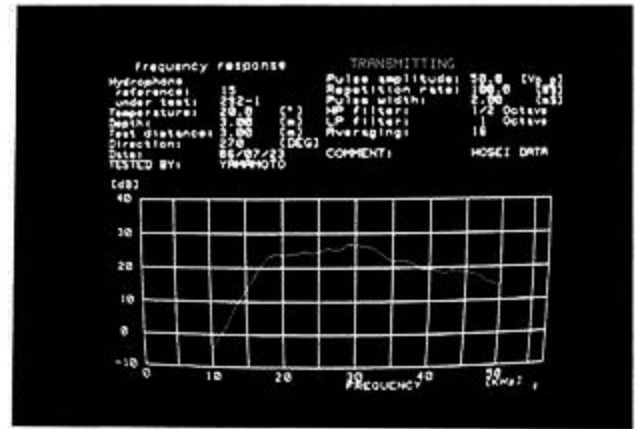 Frequency response
TRANSMITTING
Hydrophone
reference: 15
under test: 212-1
Temperature: 20.0 [°]
Depth: 3.00 [m]
Test distance: 3.00 [m]
Direction: 270 [DEG]
Date: 86/07/23
TESTED BY: YAMAMOTO
Pulse amplitude: 50.0
Repetition rate: 100.0 [mS]
Pulse width: 2.00 [mS]
HP filter: 1/2 Octave
LP filter: 1 Octave
Averaging: 16
COMMENT: HOSEI DATA
[dB]
40
30
20
10
0
-10
0 10 20 30 40 50
FREQUENCY [KHz]